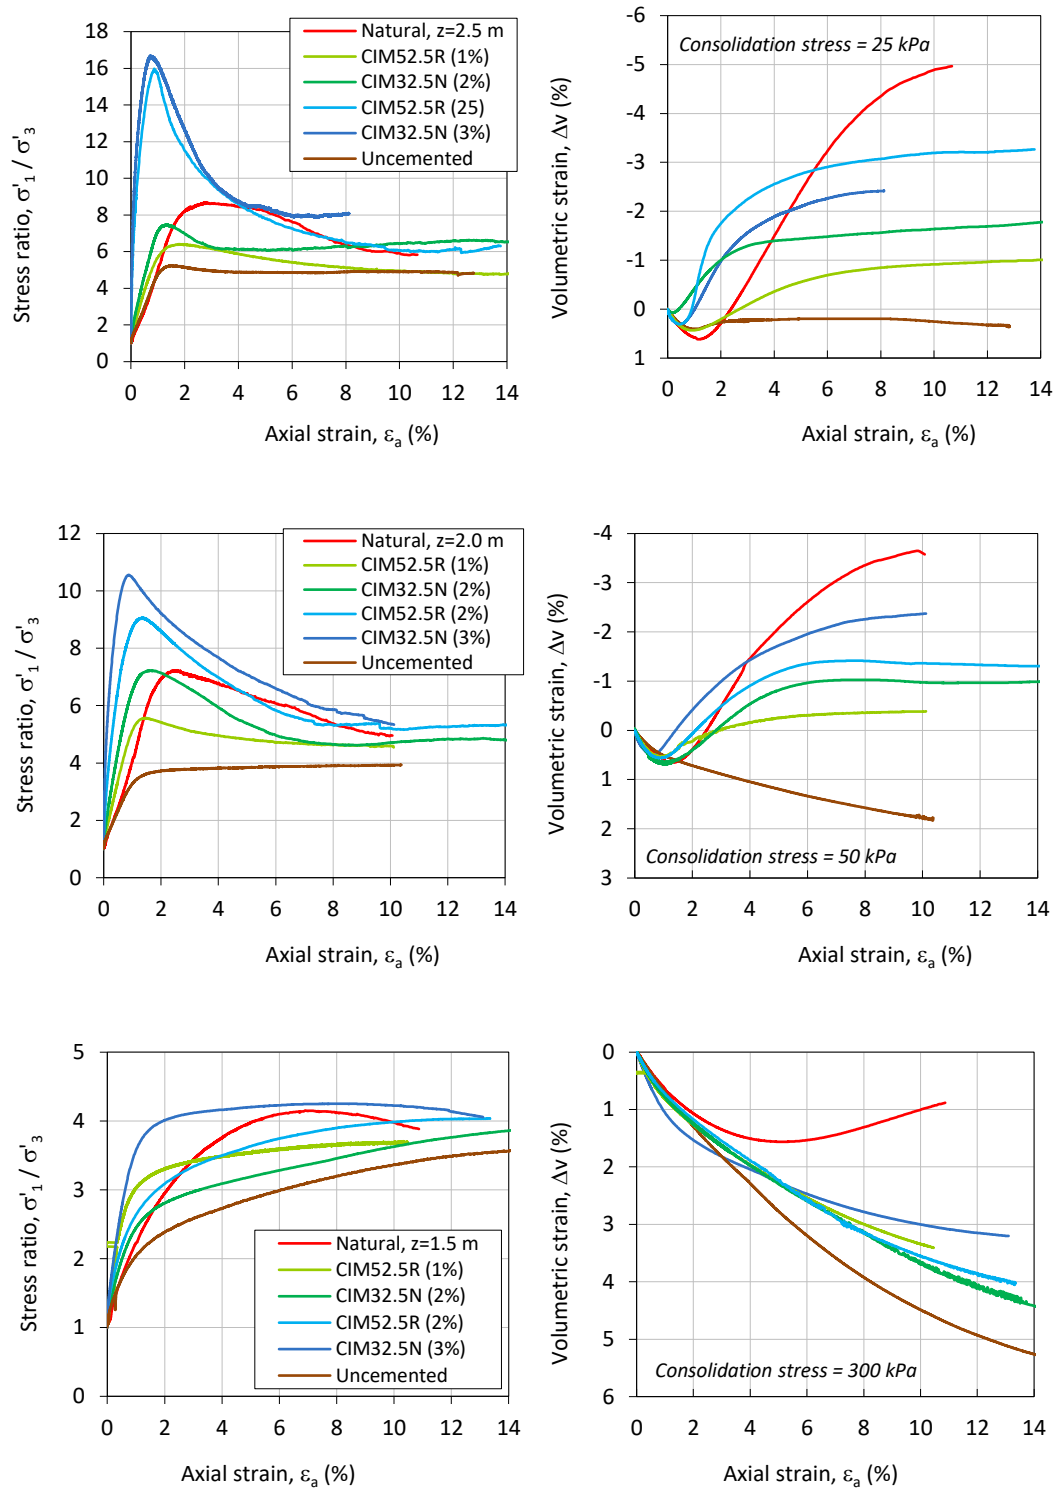 Stress ratio, σ'₁ / σ'₃
18
16
14
12
10
8
6
4
2
0
0 2 4 6 8 10 12 14
Axial strain, εₐ (%)
Natural, z=2.5 m
CIM52.5R (1%)
CIM32.5N (2%)
CIM52.5R (25)
CIM32.5N (3%)
Uncemented
Volumetric strain, Δv (%)
-6
-5
-4
-3
-2
-1
0
1
Consolidation stress = 25 kPa
0 2 4 6 8 10 12 14
Axial strain, εₐ (%)
Stress ratio, σ'₁ / σ'₃
12
10
8
6
4
2
0
0 2 4 6 8 10 12 14
Axial strain, εₐ (%)
Natural, z=2.0 m
CIM52.5R (1%)
CIM32.5N (2%)
CIM52.5R (2%)
CIM32.5N (3%)
Uncemented
Volumetric strain, Δv (%)
-4
-3
-2
-1
0
1
2
3
Consolidation stress = 50 kPa
0 2 4 6 8 10 12 14
Axial strain, εₐ (%)
Stress ratio, σ'₁ / σ'₃
5
4
3
2
1
0
0 2 4 6 8 10 12 14
Axial strain, εₐ (%)
Natural, z=1.5 m
CIM52.5R (1%)
CIM32.5N (2%)
CIM52.5R (2%)
CIM32.5N (3%)
Uncemented
Volumetric strain, Δv (%)
0
1
2
3
4
5
6
Consolidation stress = 300 kPa
0 2 4 6 8 10 12 14
Axial strain, εₐ (%)